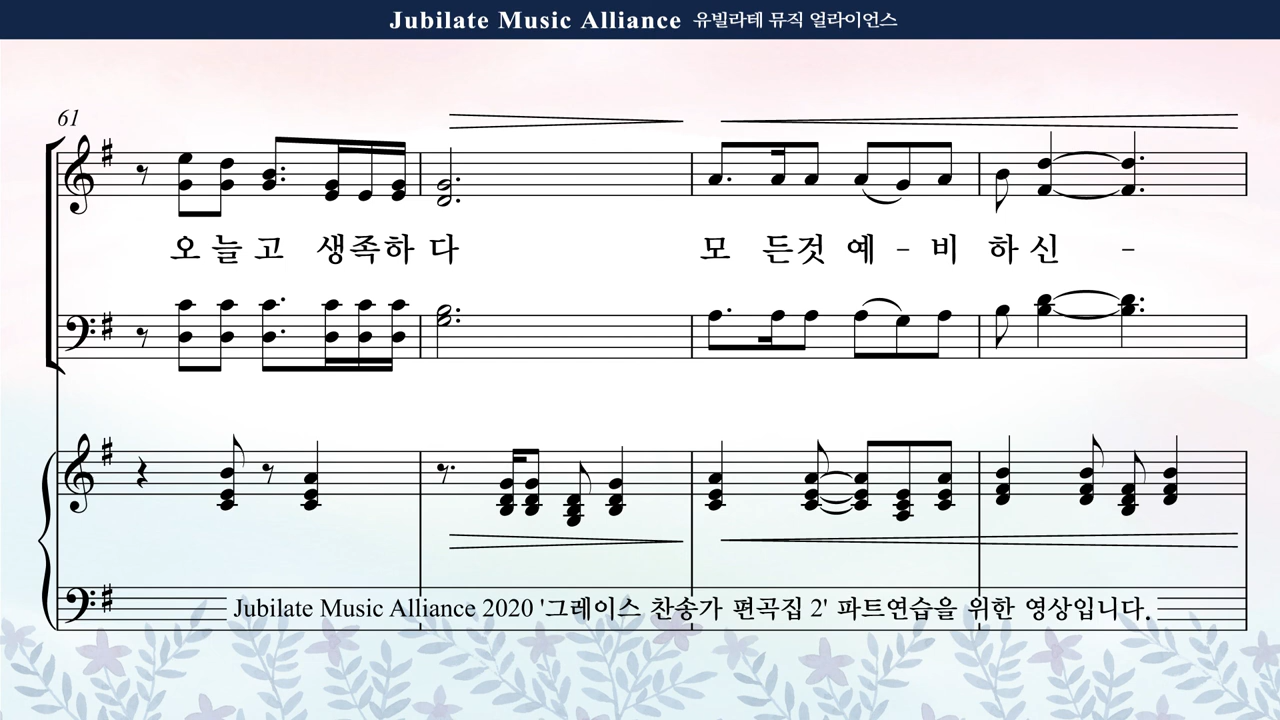 Jubilate Music Alliance 유빌라테 뮤직 얼라이언스
61
오 늘 고 생족하 다 모 든것 예 - 비 하 신 -
Jubilate Music Alliance 2020 '그레이스 찬송가 편곡집 2' 파트연습을 위한 영상입니다.